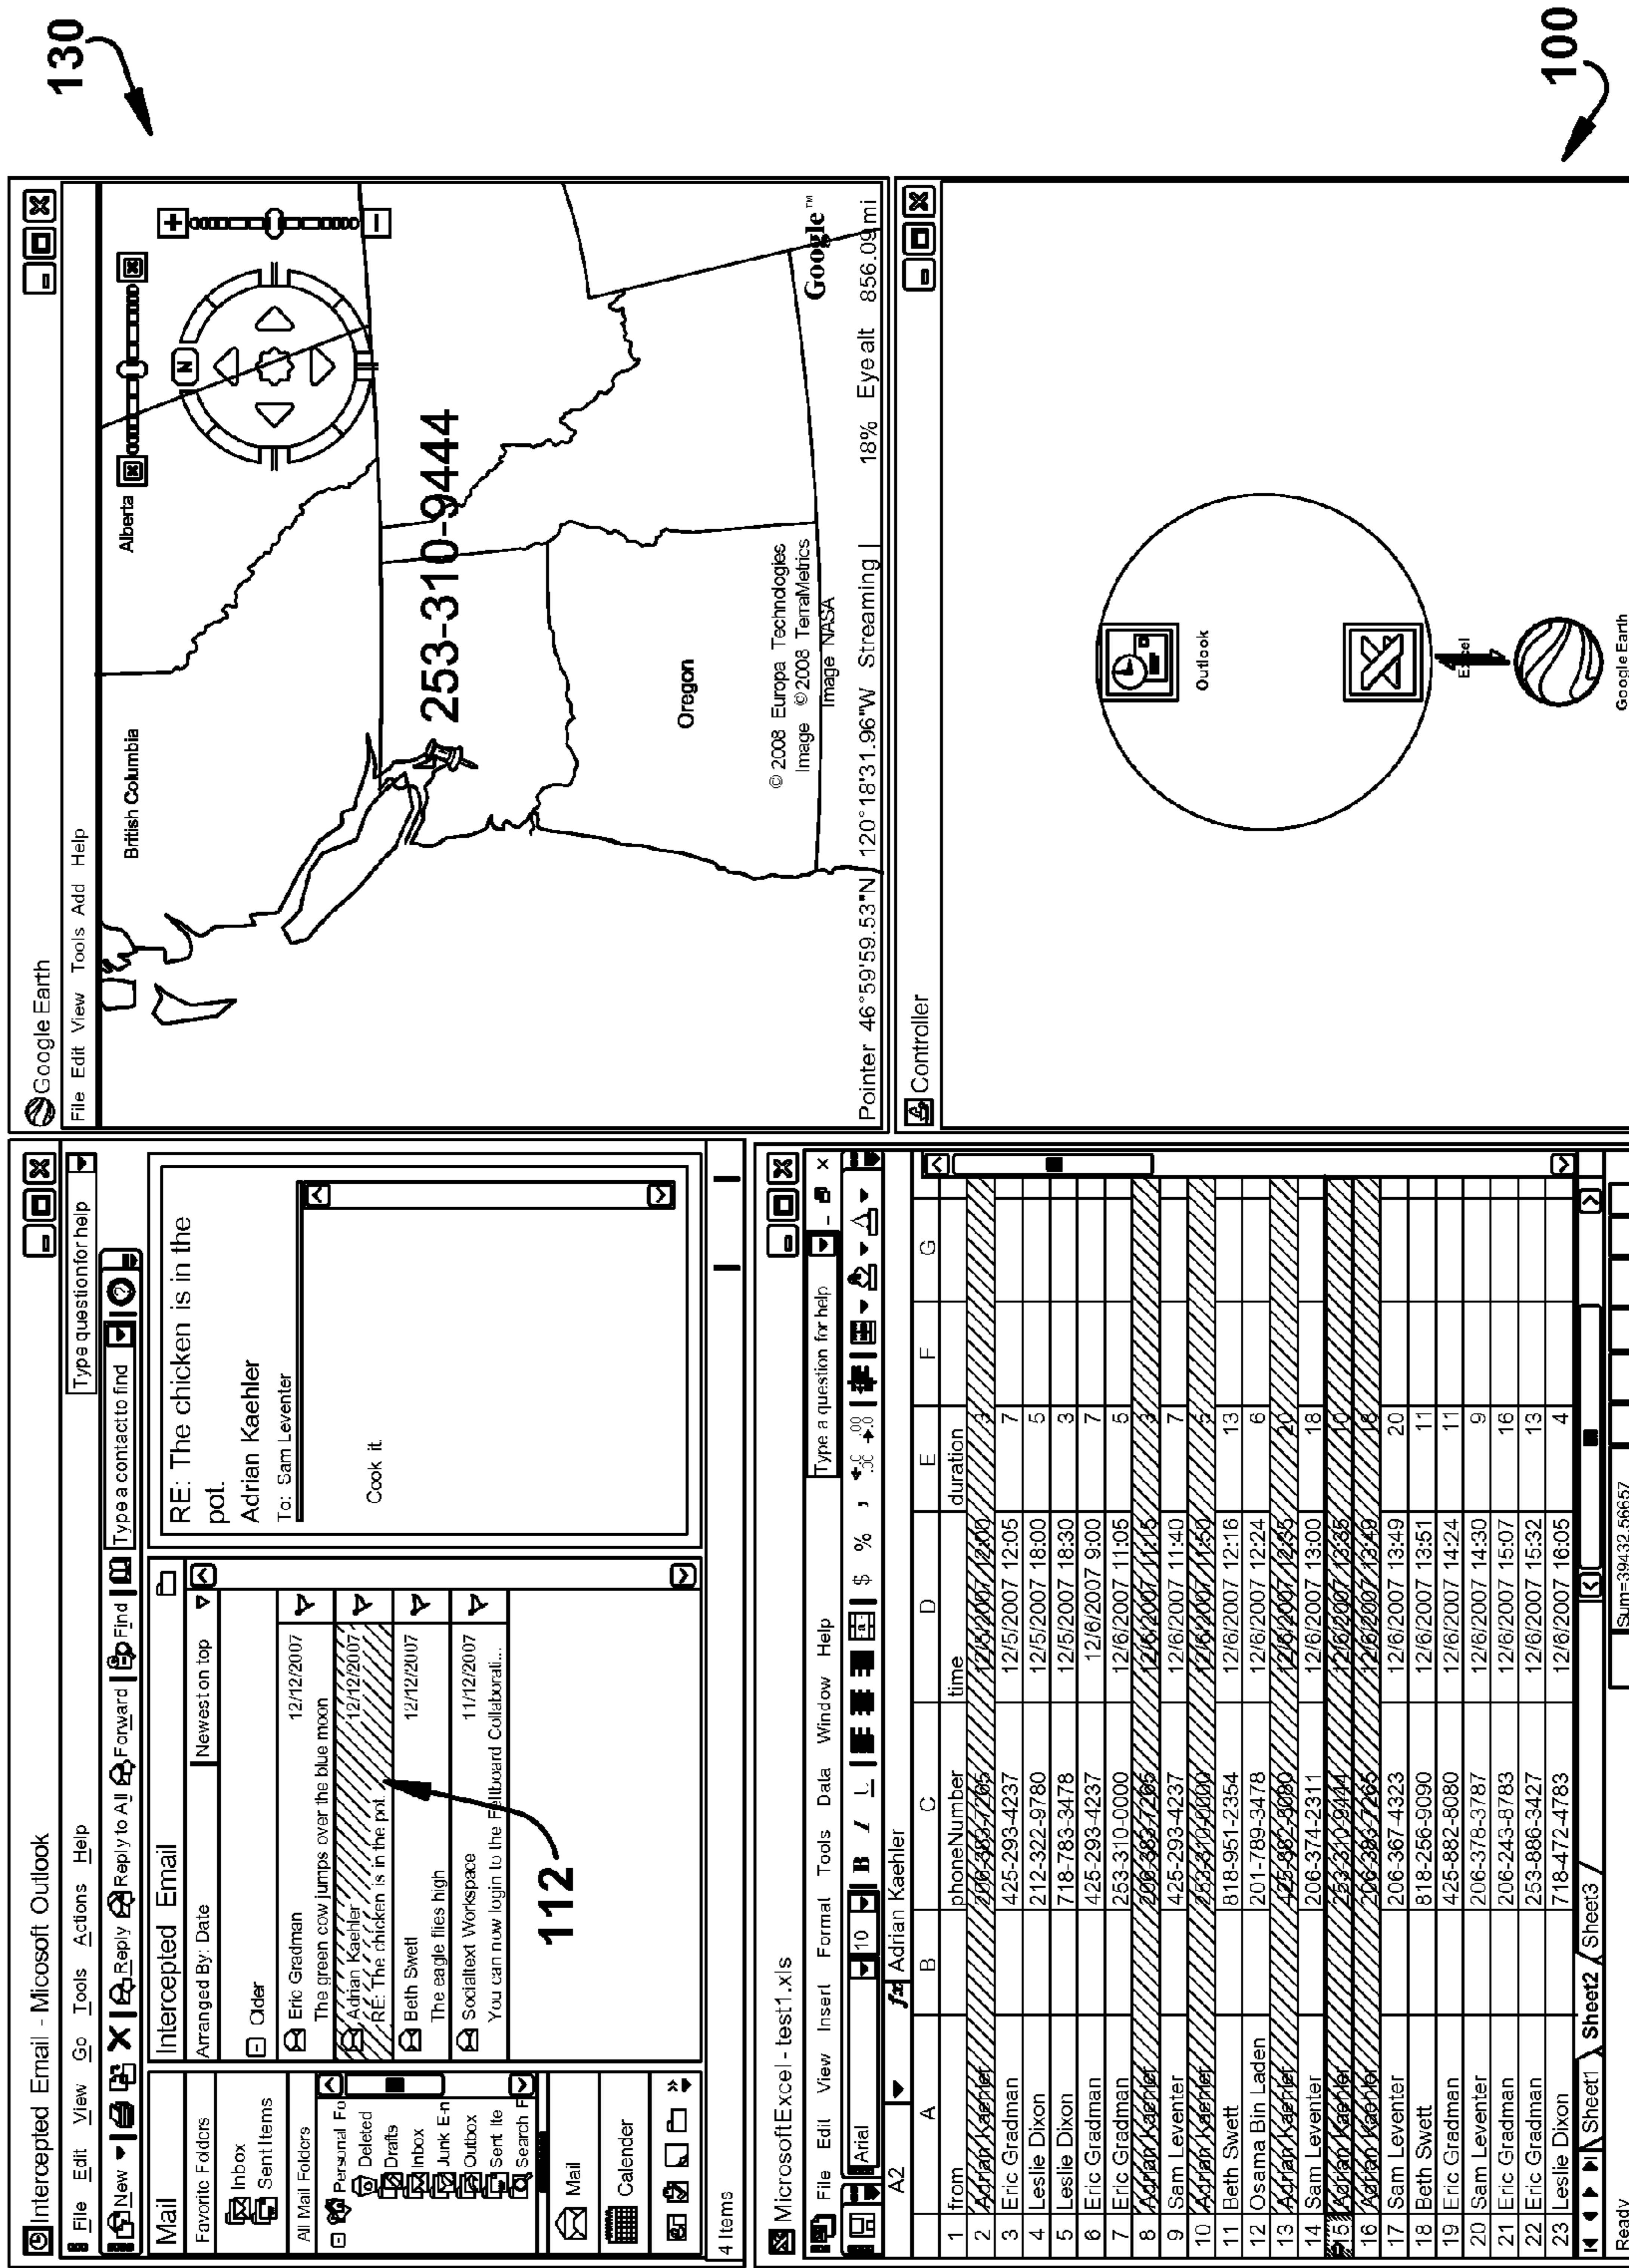 Intercepted Email - Micosoft Outlook
File Edit View Go Tools Actions Help
Type question for help
New Reply Reply to All Forward Find Type a contact to find
Mail
Favorite Folders
Inbox
Sent Items
All Mail Folders
Personal Fu
Deleted
Drafts
Inbox
Junk E-n
Outbox
Sent Ite
Search F
Mail
Calender
4 Items
Intercepted Email
Arranged By: Date Newest on top
Older
Eric Gradman 12/12/2007
The green cow jumps over the blue moon
Adrian Kaehler 12/12/2007
RE: The chicken is in the pot.
Beth Swett 12/12/2007
The eagle flies high
Socialtext Workspace 11/12/2007
You can now login to the Feltboard Collaborati...
112
RE: The chicken is in the
pot.
Adrian Kaehler
To: Sam Leventer
Cook it.
Google Earth
File Edit View Tools Add Help
British Columbia
Alberta
N
253-310-9444
Oregon
© 2008 Europa Technologies
Image © 2008 TerraMetrics
Image NASA
Google™
Pointer 46°59'59.53"N 120°18'31.96"W Streaming 18% Eye alt 856.09 mi
130
Microsoft Excel - test1.xls
File Edit View Insert Format Tools Data Window Help
Type a question for help
Arial 10 B I U $ % ,
A2 fx Adrian Kaehler
A B C D E F G
1 from phoneNumber time duration
2 Adrian Kaehler 12/5/2007 12:00 3
3 Eric Gradman 425-293-4237 12/5/2007 12:05 7
4 Leslie Dixon 212-322-9780 12/5/2007 18:00 5
5 Leslie Dixon 718-783-3478 12/5/2007 18:30 3
6 Eric Gradman 425-293-4237 12/6/2007 9:00 7
7 Eric Gradman 253-310-0000 12/6/2007 11:05 5
8 Adrian Kaehler 12/6/2007 11:15 3
9 Sam Leventer 425-293-4237 12/6/2007 11:40 7
10 Adrian Kaehler 253-310-0000 12/6/2007 11:50 5
11 Beth Swett 818-951-2354 12/6/2007 12:16 13
12 Osama Bin Laden 201-789-3478 12/6/2007 12:24 6
13 Adrian Kaehler 425-882-8080 12/6/2007 12:35 20
14 Sam Leventer 206-374-2311 12/6/2007 13:00 18
15 Adrian Kaehler 253-310-9444 12/6/2007 13:35 10
16 Adrian Kaehler 12/6/2007 13:49
17 Sam Leventer 206-367-4323 12/6/2007 13:49 20
18 Beth Swett 818-256-9090 12/6/2007 13:51 11
19 Eric Gradman 425-882-8080 12/6/2007 14:24 11
20 Sam Leventer 206-378-3787 12/6/2007 14:30 9
21 Eric Gradman 206-243-8783 12/6/2007 15:07 16
22 Eric Gradman 253-886-3427 12/6/2007 15:32 13
23 Leslie Dixon 718-472-4783 12/6/2007 16:05 4
Sheet1 Sheet2 Sheet3
Ready Sum=39432.56657
Controller
Outlook
Excel
Google Earth
100